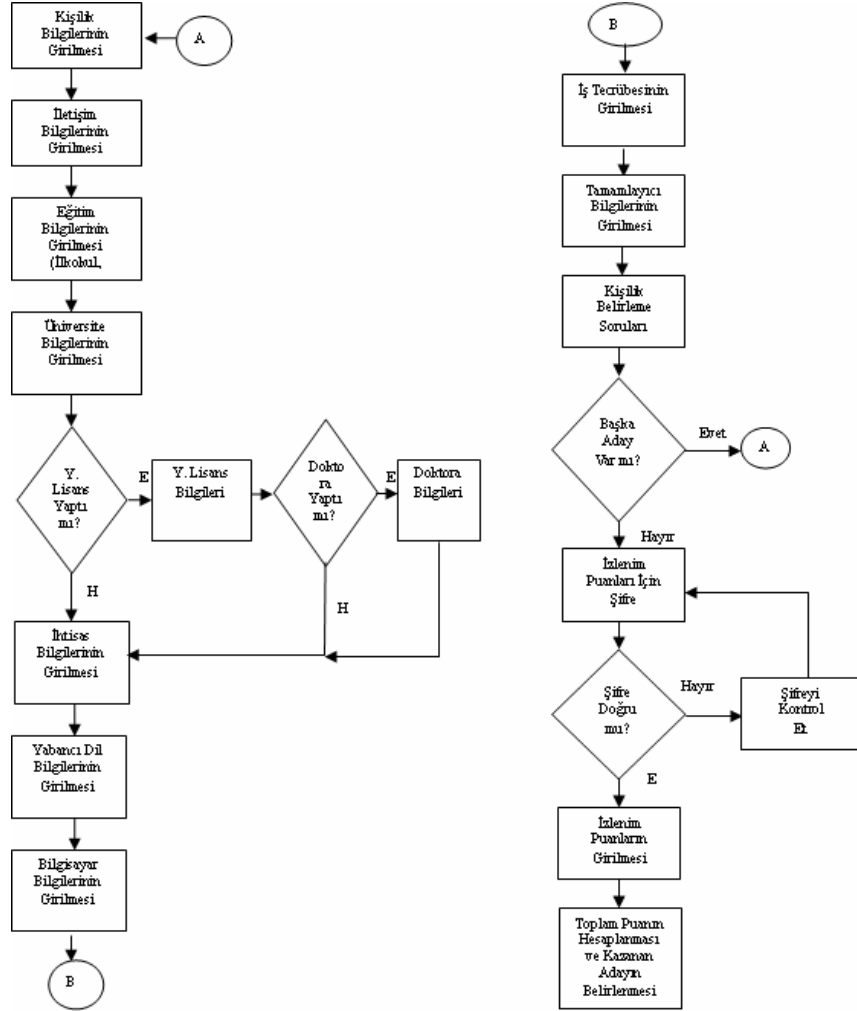 Kişilik
Bilgilerinin
Girilmesi
A
İletişim
Bilgilerinin
Girilmesi
Eğitim
Bilgilerinin
Girilmesi
(İlkokul,
Üniversite
Bilgilerinin
Girilmesi
Y.
Lisans
Yaptı
mı?
E
Y. Lisans
Bilgileri
Dokto
ra
Yaptı
mı?
E
Doktora
Bilgileri
H
H
İhtisas
Bilgilerinin
Girilmesi
Yabancı Dil
Bilgilerinin
Girilmesi
Bilgisayar
Bilgilerinin
Girilmesi
B
B
İş Tecrübesinin
Girilmesi
Tamamlayıcı
Bilgilerinin
Girilmesi
Kişilik
Belirleme
Soruları
Başka
Aday
Var mı?
Evet
A
Hayır
İzlenim
Puanları İçin
Şifre
Şifre
Doğru
mu?
Hayır
Şifreyi
Kontrol
Et
E
İzlenim
Puanların
Girilmesi
Toplam Puanın
Hesaplanması
ve Kazanan
Adayın
Belirlenmesi